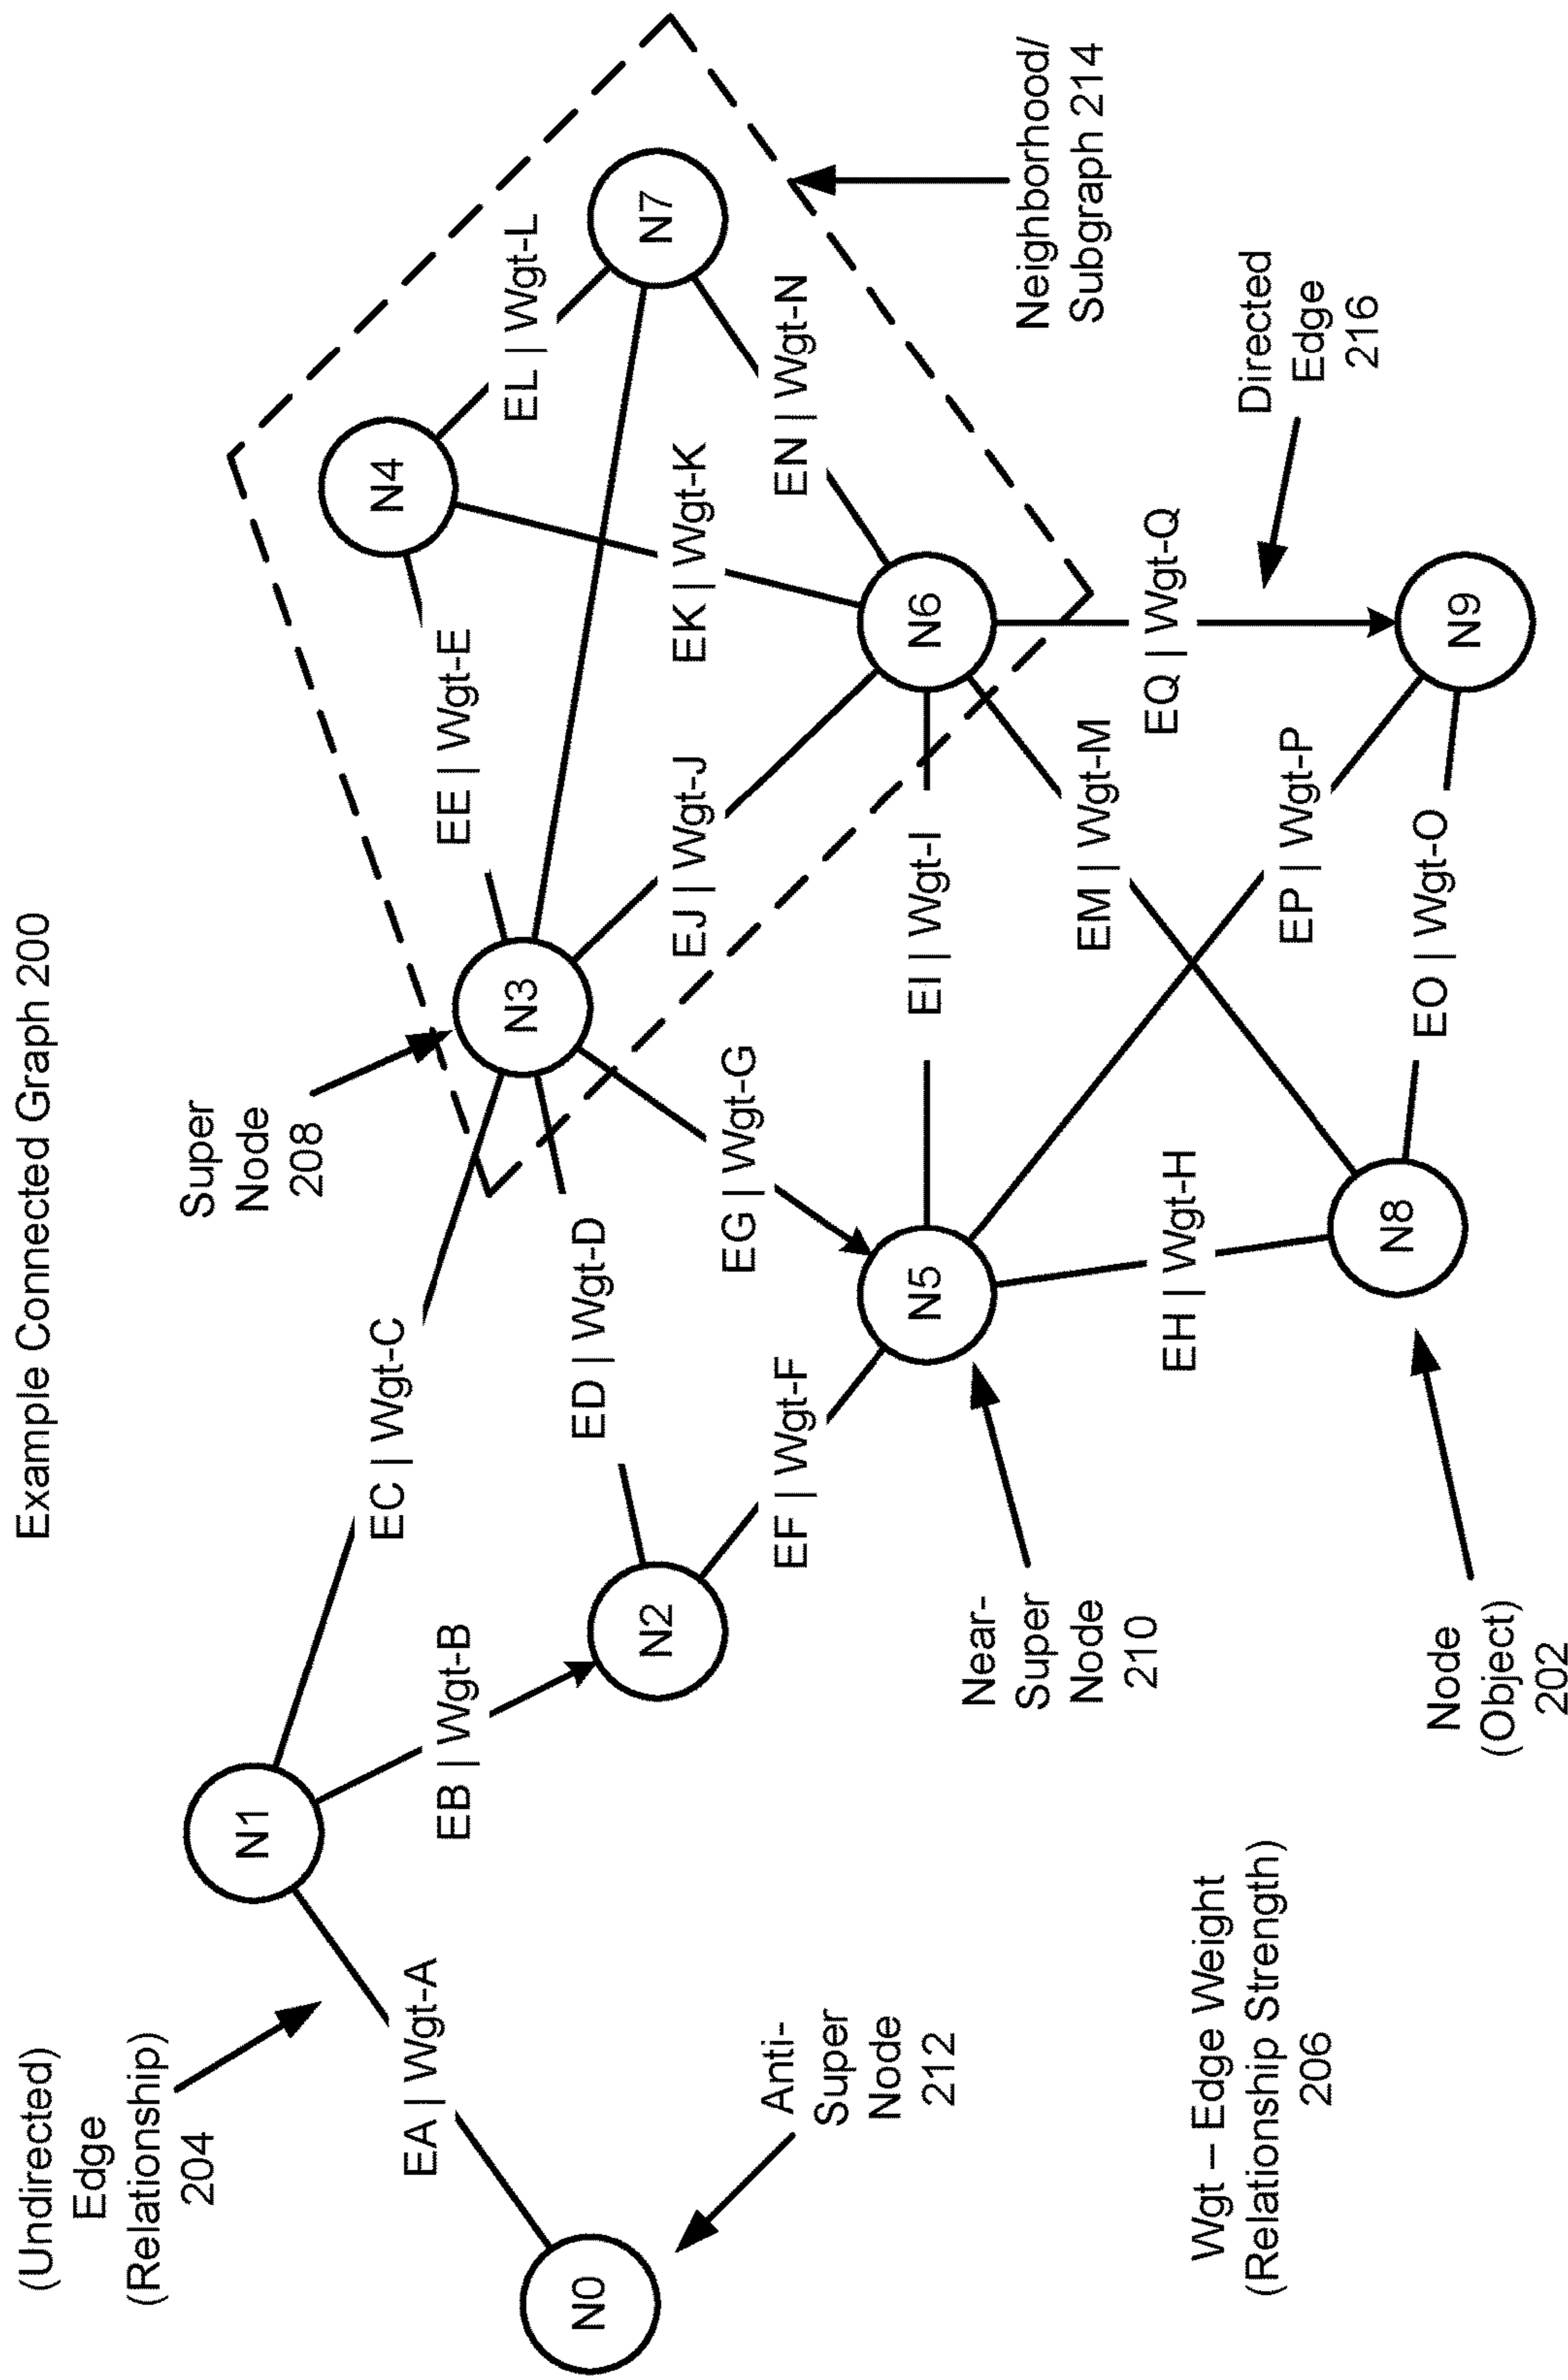 Example Connected Graph 200
(Undirected)
Edge
(Relationship)
204
Super
Node
208
N0
EA | Wgt-A
N1
EB | Wgt-B
EC | Wgt-C
N2
ED | Wgt-D
N3
EE | Wgt-E
N4
EF | Wgt-F
EG | Wgt-G
N5
EH | Wgt-H
EI | Wgt-I
EJ | Wgt-J
EK | Wgt-K
EL | Wgt-L
N6
N7
EM | Wgt-M
EN | Wgt-N
N8
EO | Wgt-O
EP | Wgt-P
EQ | Wgt-Q
N9
Anti-
Super
Node
212
Near-
Super
Node
210
Neighborhood/
Subgraph 214
Directed
Edge
216
Node
(Object)
202
Wgt – Edge Weight
(Relationship Strength)
206